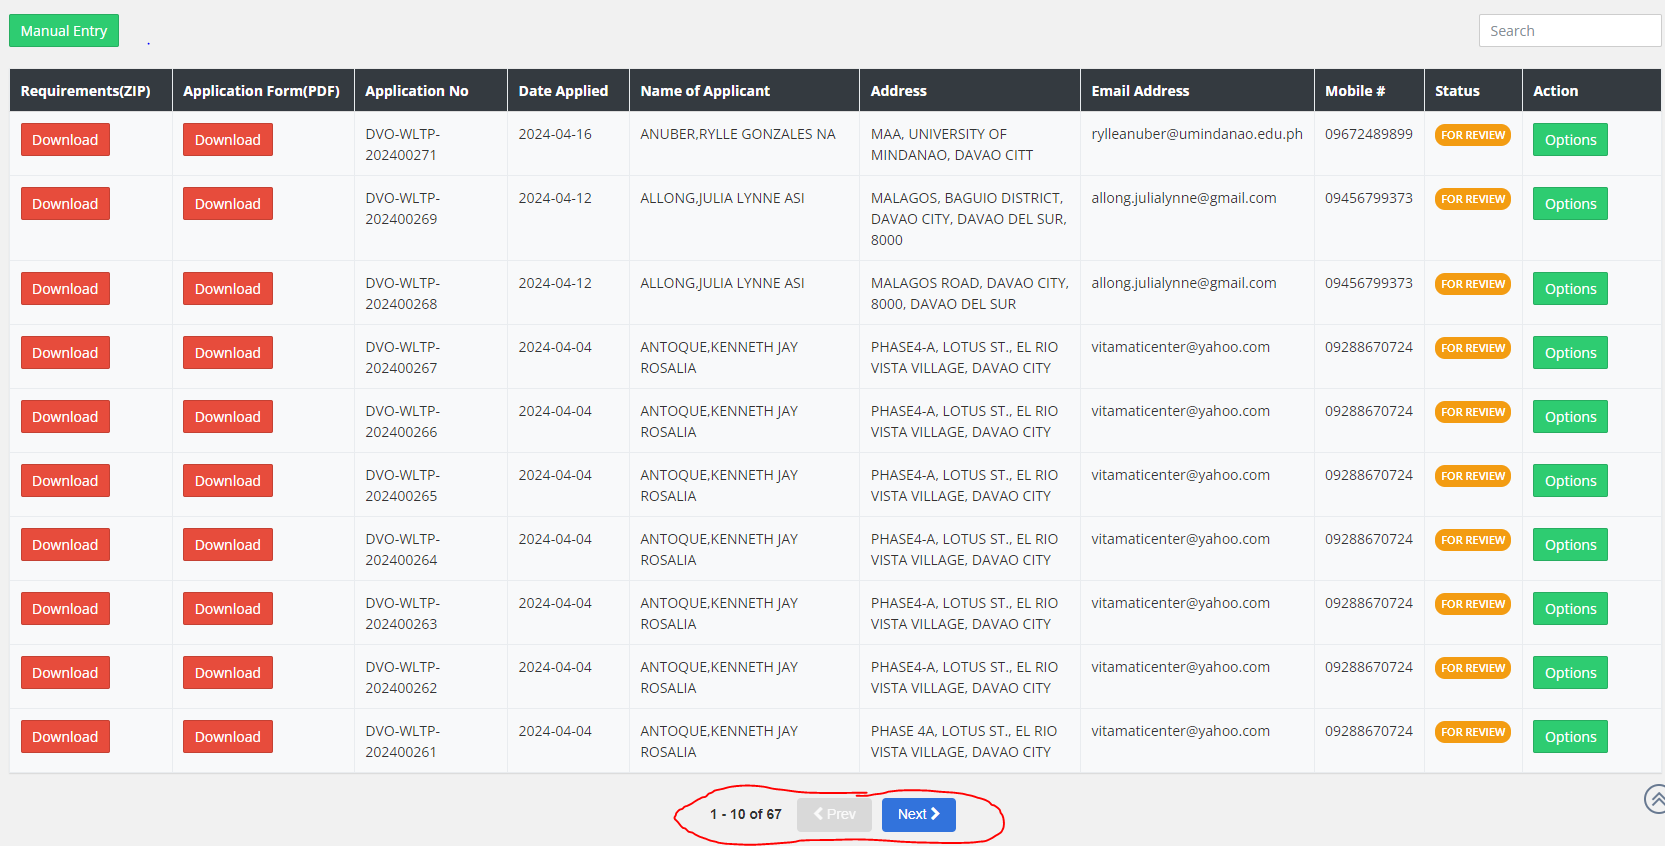 Manual Entry
Search
Requirements(ZIP) Application Form(PDF) Application No Date Applied Name of Applicant Address Email Address Mobile # Status Action
Download Download DVO-WLTP- 2024-04-16 ANUBER,RYLLE GONZALES NA MAA, UNIVERSITY OF rylleanuber@umindanao.edu.ph 09672489899 FOR REVIEW Options
202400271 MINDANAO, DAVAO CITT
Download Download DVO-WLTP- 2024-04-12 ALLONG,JULIA LYNNE ASI MALAGOS, BAGUIO DISTRICT, allong.julialynne@gmail.com 09456799373 FOR REVIEW Options
202400269 DAVAO CITY, DAVAO DEL SUR,
8000
Download Download DVO-WLTP- 2024-04-12 ALLONG,JULIA LYNNE ASI MALAGOS ROAD, DAVAO CITY, allong.julialynne@gmail.com 09456799373 FOR REVIEW Options
202400268 8000, DAVAO DEL SUR
Download Download DVO-WLTP- 2024-04-04 ANTOQUE,KENNETH JAY PHASE4-A, LOTUS ST., EL RIO vitamaticenter@yahoo.com 09288670724 FOR REVIEW Options
202400267 ROSALIA VISTA VILLAGE, DAVAO CITY
Download Download DVO-WLTP- 2024-04-04 ANTOQUE,KENNETH JAY PHASE4-A, LOTUS ST., EL RIO vitamaticenter@yahoo.com 09288670724 FOR REVIEW Options
202400266 ROSALIA VISTA VILLAGE, DAVAO CITY
Download Download DVO-WLTP- 2024-04-04 ANTOQUE,KENNETH JAY PHASE4-A, LOTUS ST., EL RIO vitamaticenter@yahoo.com 09288670724 FOR REVIEW Options
202400265 ROSALIA VISTA VILLAGE, DAVAO CITY
Download Download DVO-WLTP- 2024-04-04 ANTOQUE,KENNETH JAY PHASE4-A, LOTUS ST., EL RIO vitamaticenter@yahoo.com 09288670724 FOR REVIEW Options
202400264 ROSALIA VISTA VILLAGE, DAVAO CITY
Download Download DVO-WLTP- 2024-04-04 ANTOQUE,KENNETH JAY PHASE4-A, LOTUS ST., EL RIO vitamaticenter@yahoo.com 09288670724 FOR REVIEW Options
202400263 ROSALIA VISTA VILLAGE, DAVAO CITY
Download Download DVO-WLTP- 2024-04-04 ANTOQUE,KENNETH JAY PHASE4-A, LOTUS ST., EL RIO vitamaticenter@yahoo.com 09288670724 FOR REVIEW Options
202400262 ROSALIA VISTA VILLAGE, DAVAO CITY
Download Download DVO-WLTP- 2024-04-04 ANTOQUE,KENNETH JAY PHASE 4A, LOTUS ST., EL RIO vitamaticenter@yahoo.com 09288670724 FOR REVIEW Options
202400261 ROSALIA VISTA VILLAGE, DAVAO CITY
1 - 10 of 67 Prev Next